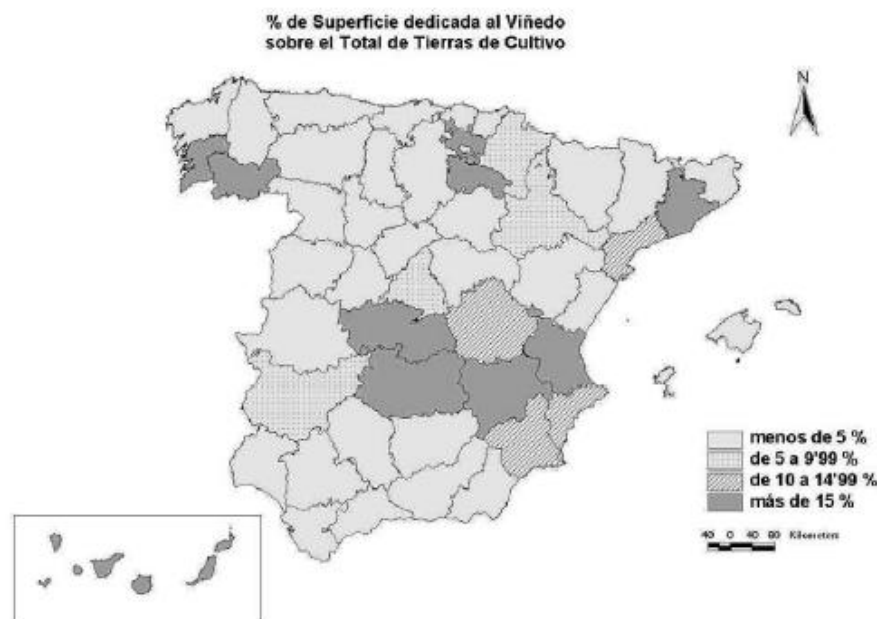 % de Superficie dedicada al Viñedo
sobre el Total de Tierras de Cultivo
N
menos de 5 %
de 5 a 9'99 %
de 10 a 14'99 %
más de 15 %
40 0 40 80 Kilometers